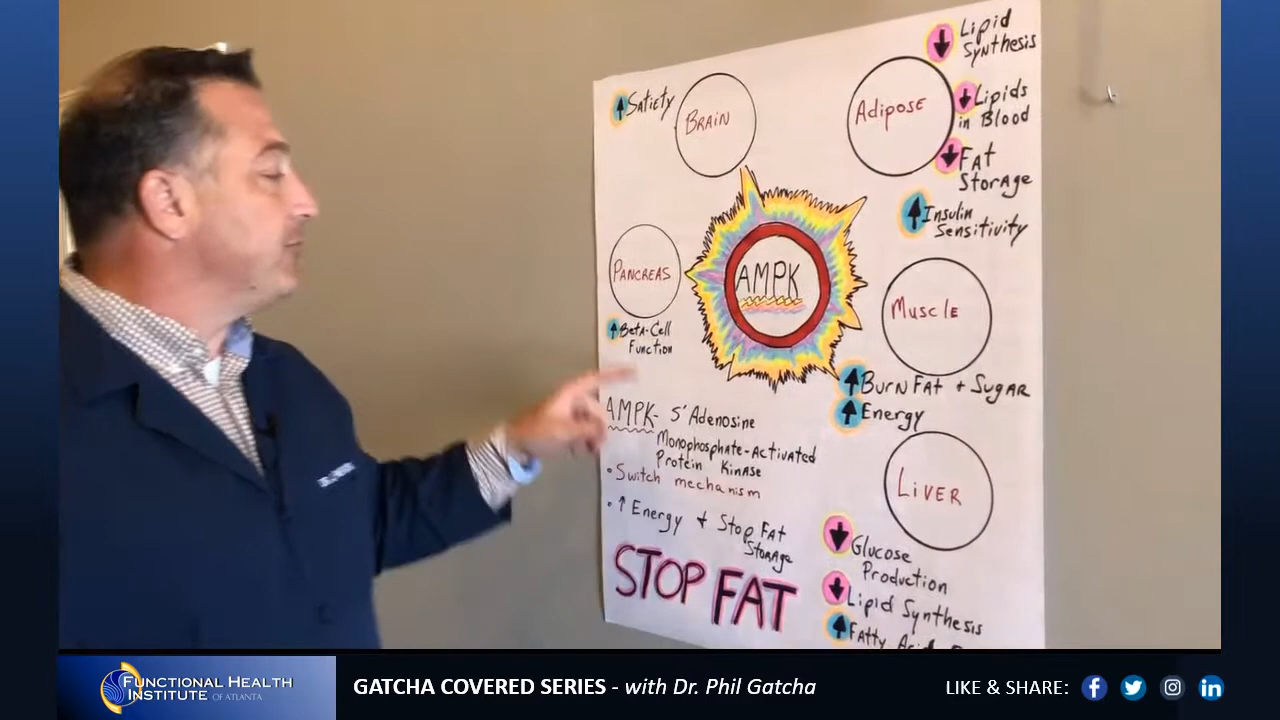 ↑ Satiety
BRAIN
Adipose
↓ Lipid
Synthesis
↓ Lipids
in Blood
↓ Fat
Storage
↑ Insulin
Sensitivity
PANCREAS
↑ Beta-Cell
Function
AMPK
Muscle
↑ Burn Fat + Sugar
↑ Energy
AMPK- 5' Adenosine
Monophosphate-Activated
Protein Kinase
• Switch mechanism
• ↑ Energy + Stop Fat
Storage
STOP FAT
LiVER
↓ Glucose
Production
↓ Lipid Synthesis
↑ Fatty Acid
FUNCTIONAL HEALTH
INSTITUTE OF ATLANTA
GATCHA COVERED SERIES - with Dr. Phil Gatcha
LIKE & SHARE: